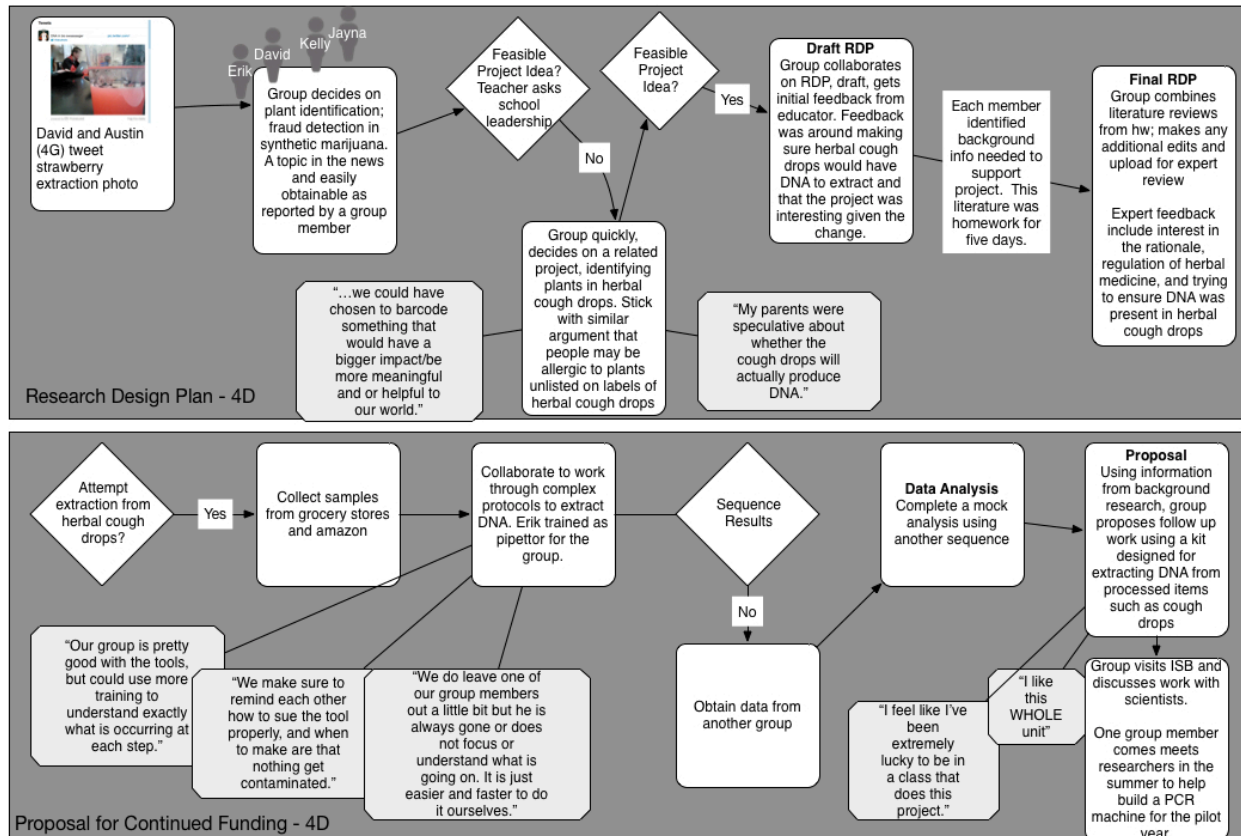 Tweets
David and Austin
(4G) tweet
strawberry
extraction photo
Erik
David
Kelly
Jayna
Group decides on
plant identification;
fraud detection in
synthetic marijuana.
A topic in the news
and easily
obtainable as
reported by a group
member
Feasible
Project Idea?
Teacher asks
school
leadership
No
Group quickly,
decides on a related
project, identifying
plants in herbal
cough drops. Stick
with similar
argument that
people may be
allergic to plants
unlisted on labels of
herbal cough drops
“…we could have
chosen to barcode
something that
would have a
bigger impact/be
more meaningful
and or helpful to
our world.”
“My parents were
speculative about
whether the
cough drops will
actually produce
DNA.”
Feasible
Project
Idea?
Yes
Draft RDP
Group collaborates
on RDP, draft, gets
initial feedback from
educator. Feedback
was around making
sure herbal cough
drops would have
DNA to extract and
that the project was
interesting given the
change.
Each member
identified
background
info needed to
support
project. This
literature was
homework for
five days.
Final RDP
Group combines
literature reviews
from hw; makes any
additional edits and
upload for expert
review
Expert feedback
include interest in
the rationale,
regulation of herbal
medicine, and trying
to ensure DNA was
present in herbal
cough drops
Research Design Plan - 4D
Attempt
extraction from
herbal cough
drops?
Yes
Collect samples
from grocery stores
and amazon
Collaborate to work
through complex
protocols to extract
DNA. Erik trained as
pipettor for the
group.
“Our group is pretty
good with the tools,
but could use more
training to
understand exactly
what is occurring at
each step.”
“We make sure to
remind each other
how to sue the tool
properly, and when
to make are that
nothing get
contaminated.”
“We do leave one of
our group members
out a little bit but he is
always gone or does
not focus or
understand what is
going on. It is just
easier and faster to do
it ourselves.”
Sequence
Results
No
Obtain data from
another group
Data Analysis
Complete a mock
analysis using
another sequence
Proposal
Using information
from background
research, group
proposes follow up
work using a kit
designed for
extracting DNA from
processed items
such as cough
drops
“I feel like I’ve
been
extremely
lucky to be in
a class that
does this
project.”
“I like
this
WHOLE
unit”
Group visits ISB and
discusses work with
scientists.
One group member
comes meets
researchers in the
summer to help
build a PCR
machine for the pilot
year
Proposal for Continued Funding - 4D